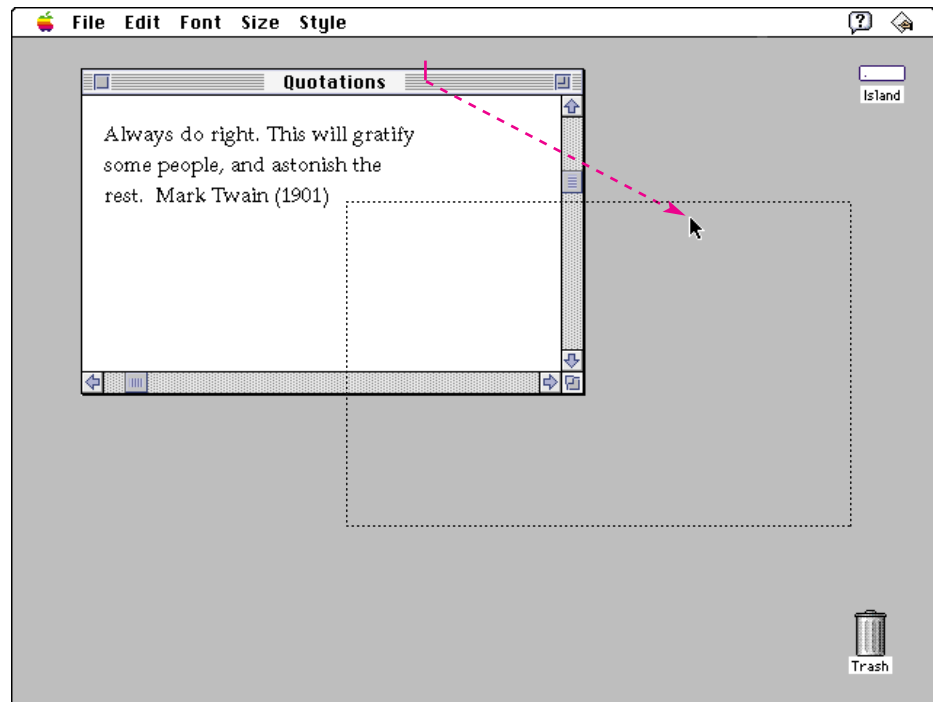 File Edit Font Size Style
Quotations
Island
Always do right. This will gratify
some people, and astonish the
rest. Mark Twain (1901)
Trash